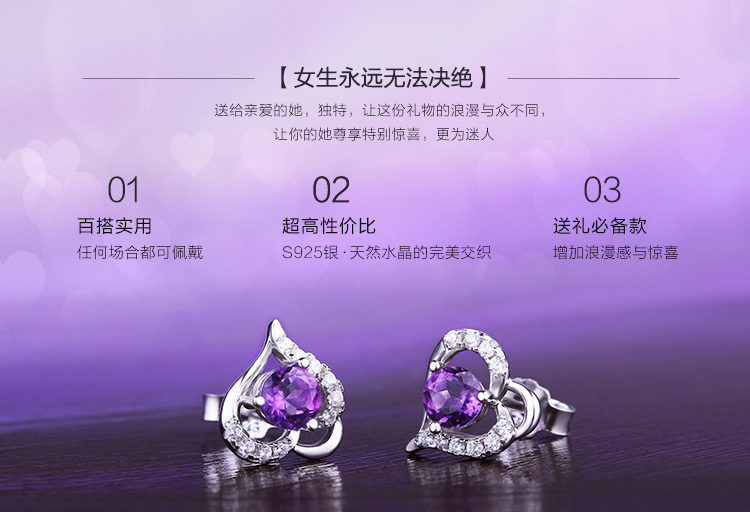 【女生永远无法决绝】
送给亲爱的她，独特，让这份礼物的浪漫与众不同，
让你的她尊享特别惊喜，更为迷人
01
百搭实用
任何场合都可佩戴
02
超高性价比
S925银·天然水晶的完美交织
03
送礼必备款
增加浪漫感与惊喜